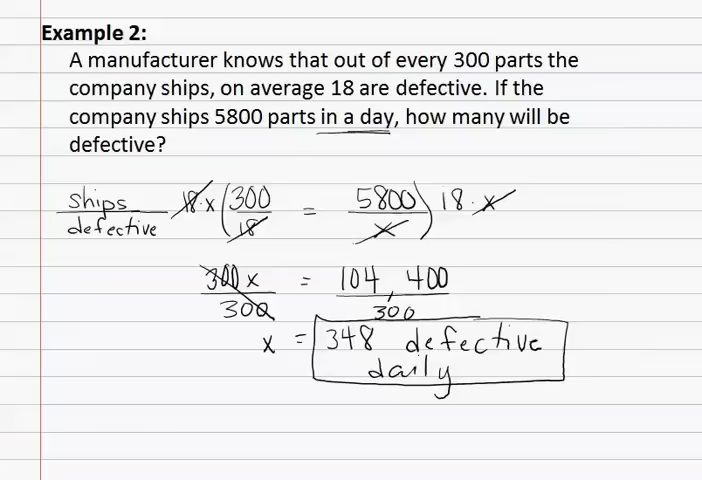 Example 2:
A manufacturer knows that out of every 300 parts the
company ships, on average 18 are defective. If the
company ships 5800 parts in a day, how many will be
defective?
ships / defective 18·x (300/18) = (5800/x) 18·x
300x/300 = 104,400/300
x = 348 defective
daily